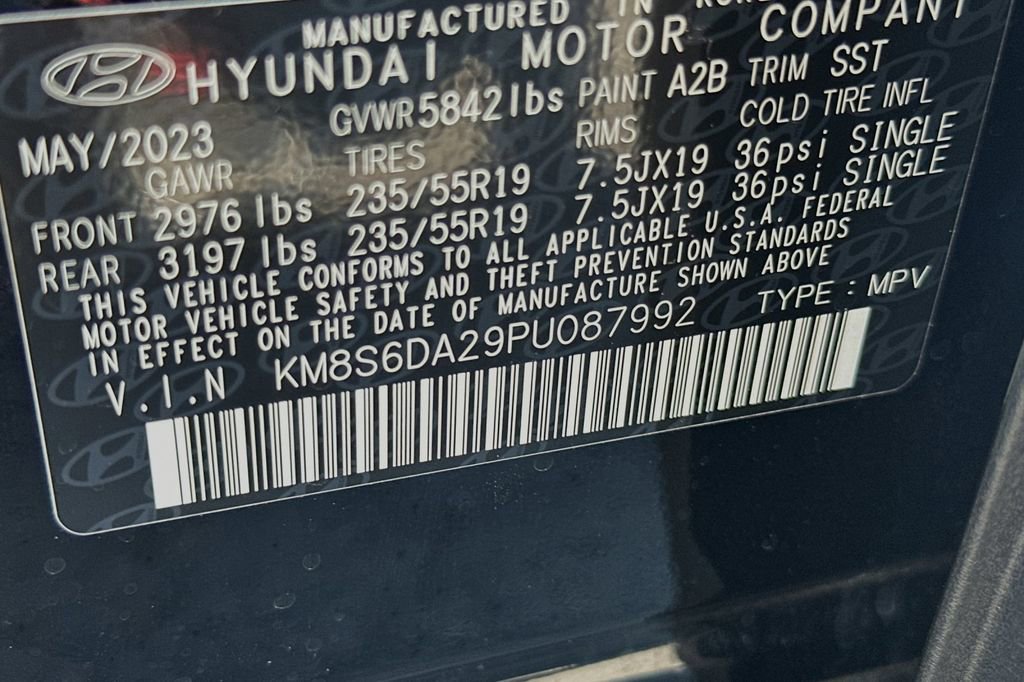 MANUFACTURED IN
HYUNDAI MOTOR COMPANY
MAY/2023 GVWR 5842lbs PAINT A2B TRIM SST
GAWR TIRES RIMS COLD TIRE INFL
FRONT 2976 lbs 235/55R19 7.5JX19 36psi SINGLE
REAR 3197 lbs 235/55R19 7.5JX19 36psi SINGLE
THIS VEHICLE CONFORMS TO ALL APPLICABLE U.S.A. FEDERAL
MOTOR VEHICLE SAFETY AND THEFT PREVENTION STANDARDS
IN EFFECT ON THE DATE OF MANUFACTURE SHOWN ABOVE
V.I.N KM8S6DA29PU087992 TYPE : MPV